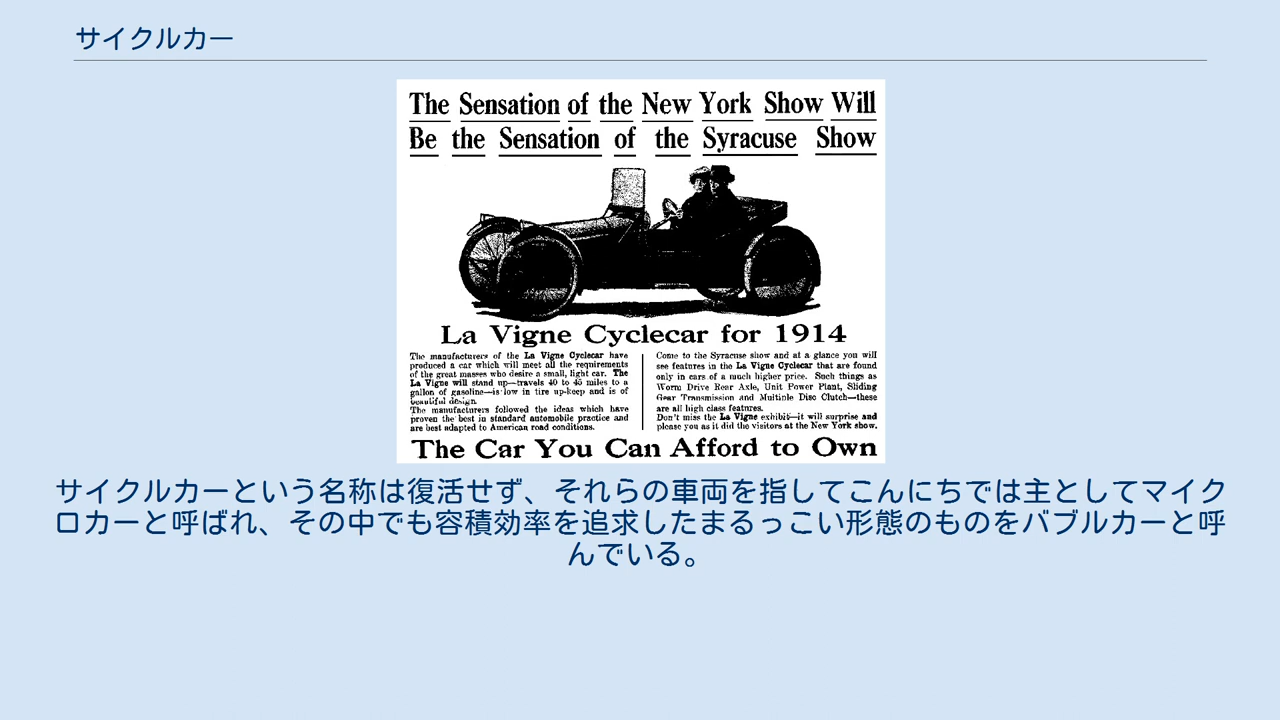 サイクルカー
The Sensation of the New York Show Will
Be the Sensation of the Syracuse Show
La Vigne Cyclecar for 1914
The manufacturers of the La Vigne Cyclecar have
produced a car which will meet all the requirements
of the great masses who desire a small, light car. The
La Vigne will stand up—travels 40 to 45 miles to a
gallon of gasoline—is low in tire up-keep and is of
beautiful design.
The manufacturers followed the ideas which have
proven the best in standard automobile practice and
are best adapted to American road conditions.
Come to the Syracuse show and at a glance you will
see features in the La Vigne Cyclecar that are found
only in cars of a much higher price. Such things as
Worm Drive Rear Axle, Unit Power Plant, Sliding
Gear Transmission and Multiple Disc Clutch—these
are all high class features.
Don't miss the La Vigne exhibit—it will surprise and
please you as it did the visitors at the New York show.
The Car You Can Afford to Own
サイクルカーという名称は復活せず、それらの車両を指してこんにちでは主としてマイク
ロカーと呼ばれ、その中でも容積効率を追求したまるっこい形態のものをバブルカーと呼
んでいる。